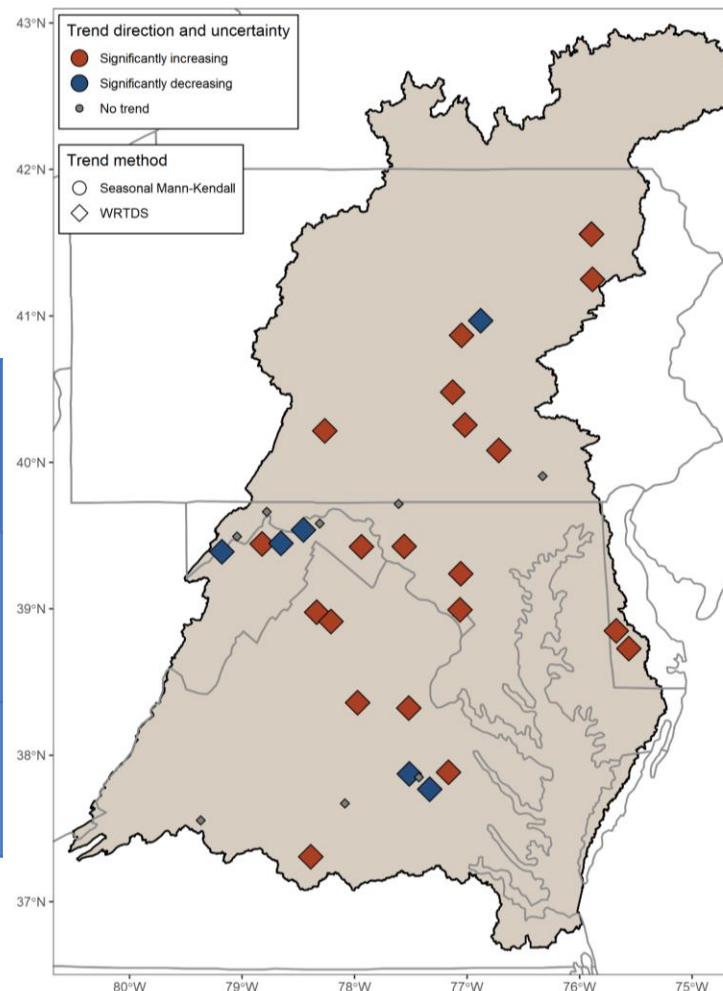 43°N
Trend direction and uncertainty
Significantly increasing
Significantly decreasing
No trend
42°N
Trend method
Seasonal Mann-Kendall
WRTDS
41°N
40°N
39°N
38°N
37°N
80°W 79°W 78°W 77°W 76°W 75°W